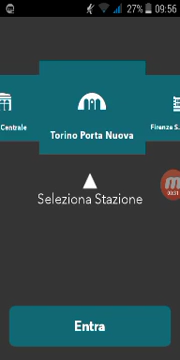 27% 09:56
Centrale
Torino Porta Nuova
Firenze S.
Seleziona Stazione
Entra